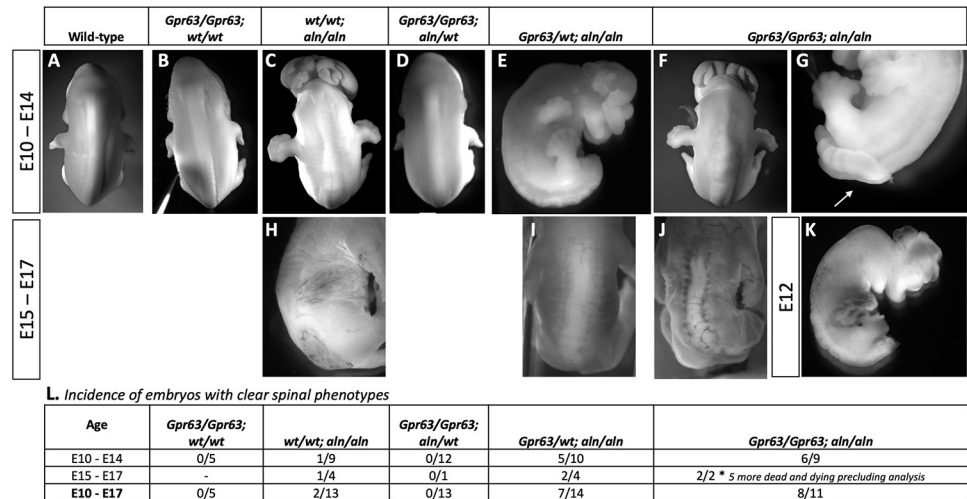 Wild-type
Gpr63/Gpr63;
wt/wt
wt/wt;
aln/aln
Gpr63/Gpr63;
aln/wt
Gpr63/wt; aln/aln
Gpr63/Gpr63; aln/aln
E10 – E14
A
B
C
D
E
F
G
E15 – E17
H
I
J
E12
K
L. Incidence of embryos with clear spinal phenotypes
Age
Gpr63/Gpr63;
wt/wt
wt/wt; aln/aln
Gpr63/Gpr63;
aln/wt
Gpr63/wt; aln/aln
Gpr63/Gpr63; aln/aln
E10 - E14 0/5 1/9 0/12 5/10 6/9
E15 - E17 - 1/4 0/1 2/4 2/2 * 5 more dead and dying precluding analysis
E10 - E17 0/5 2/13 0/13 7/14 8/11